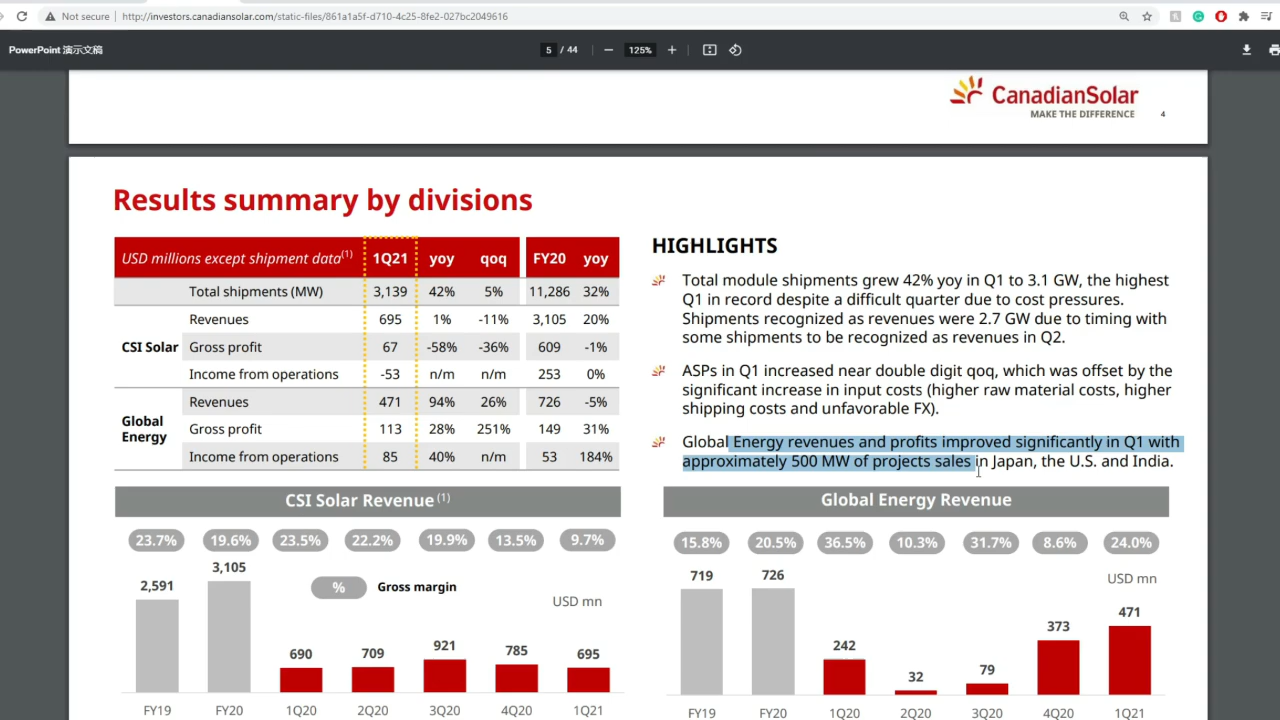 Not secure
http://investors.canadiansolar.com/static-files/861a1a5f-d710-4c25-8fe2-027bc2049616
PowerPoint 演示文稿
5 / 44
125%
CanadianSolar
MAKE THE DIFFERENCE
4
Results summary by divisions
USD millions except shipment data(1) 1Q21 yoy qoq FY20 yoy
Total shipments (MW) 3,139 42% 5% 11,286 32%
CSI Solar
Revenues 695 1% -11% 3,105 20%
Gross profit 67 -58% -36% 609 -1%
Income from operations -53 n/m n/m 253 0%
Global
Energy
Revenues 471 94% 26% 726 -5%
Gross profit 113 28% 251% 149 31%
Income from operations 85 40% n/m 53 184%
HIGHLIGHTS
Total module shipments grew 42% yoy in Q1 to 3.1 GW, the highest
Q1 in record despite a difficult quarter due to cost pressures.
Shipments recognized as revenues were 2.7 GW due to timing with
some shipments to be recognized as revenues in Q2.
ASPs in Q1 increased near double digit qoq, which was offset by the
significant increase in input costs (higher raw material costs, higher
shipping costs and unfavorable FX).
Global Energy revenues and profits improved significantly in Q1 with
approximately 500 MW of projects sales in Japan, the U.S. and India.
CSI Solar Revenue (1)
23.7% 19.6% 23.5% 22.2% 19.9% 13.5% 9.7%
% Gross margin
USD mn
2,591 3,105 690 709 921 785 695
FY19 FY20 1Q20 2Q20 3Q20 4Q20 1Q21
Global Energy Revenue
15.8% 20.5% 36.5% 10.3% 31.7% 8.6% 24.0%
USD mn
719 726 242 32 79 373 471
FY19 FY20 1Q20 2Q20 3Q20 4Q20 1Q21